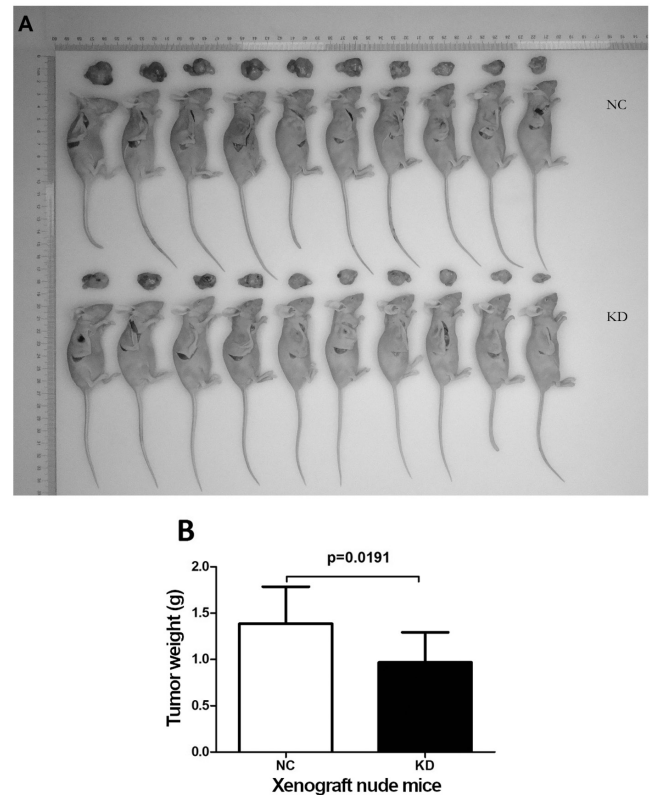 A
NC
KD
B
p=0.0191
2.0
1.5
1.0
0.5
0.0
Tumor weight (g)
NC KD
Xenograft nude mice